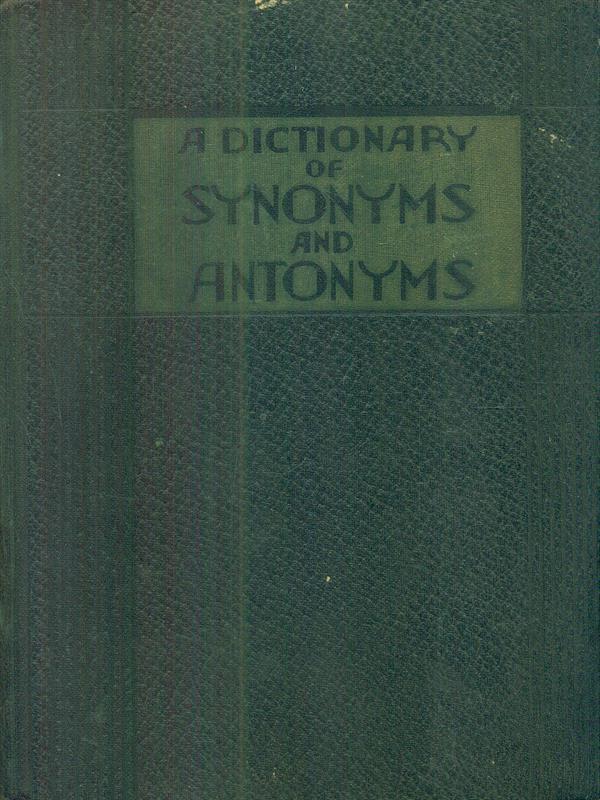 A DICTIONARY
OF
SYNONYMS
AND
ANTONYMS